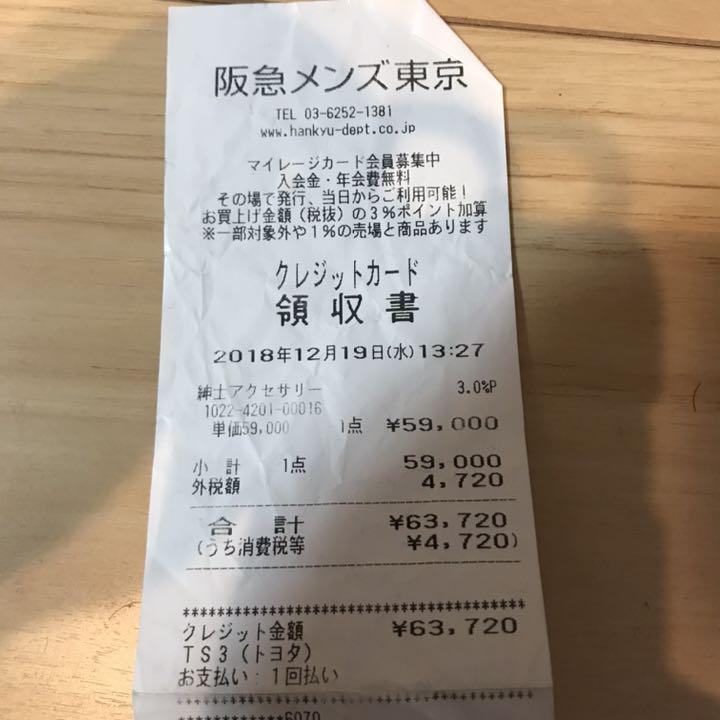 阪急メンズ東京
TEL 03-6252-1381
www.hankyu-dept.co.jp
マイレージカード会員募集中
入会金・年会費無料
その場で発行、当日からご利用可能！
お買上げ金額（税抜）の３％ポイント加算
※一部対象外や１％の売場と商品あります
クレジットカード
領収書
2018年12月19日(水) 13:27
紳士アクセサリー 3.0%P
1022-4201-00016
単価59,000 1点 ¥59,000
小計 1点 59,000
外税額 4,720
合計 ¥63,720
(うち消費税等 ¥4,720)
**************************************
クレジット金額 ¥63,720
ＴＳ３（トヨタ）
お支払い：１回払い
**************************************
************6070